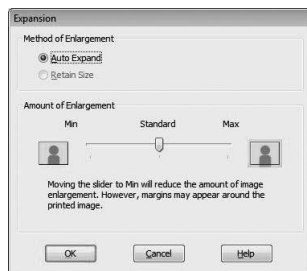 Expansion
Method of Enlargement
Auto Expand
Retain Size
Amount of Enlargement
Min Standard Max
Moving the slider to Min will reduce the amount of image
enlargement. However, margins may appear around the
printed image.
OK Cancel Help